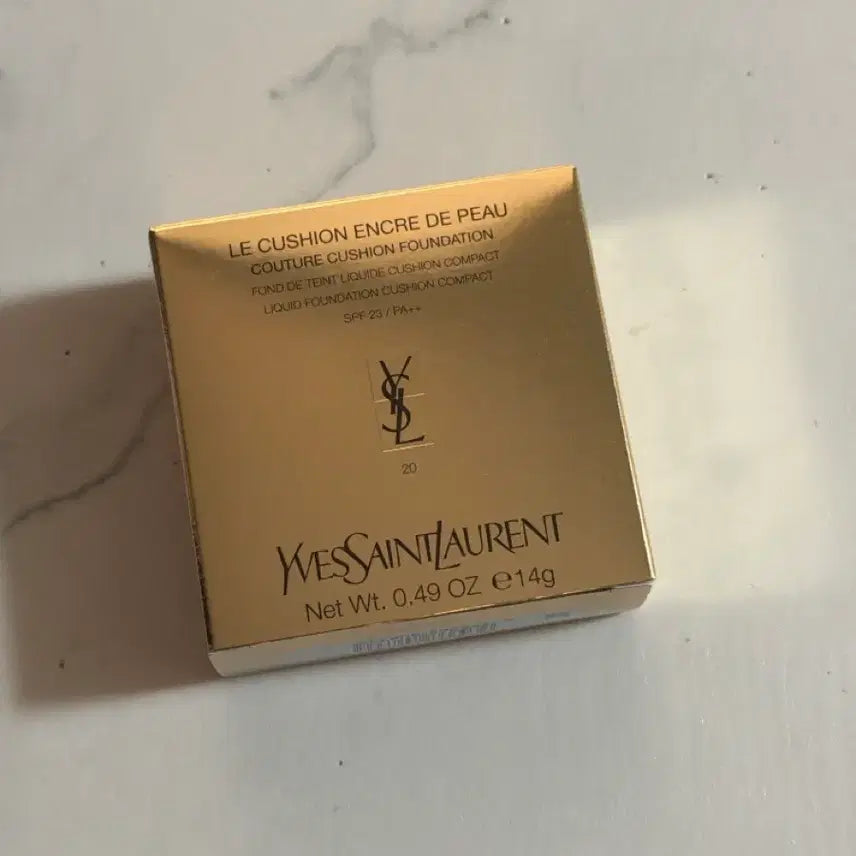 LE CUSHION ENCRE DE PEAU
COUTURE CUSHION FOUNDATION
FOND DE TEINT LIQUIDE CUSHION COMPACT
LIQUID FOUNDATION CUSHION COMPACT
SPF 23 / PA++
YSL
20
YVESSAINTLAURENT
Net Wt. 0.49 OZ ℮14g